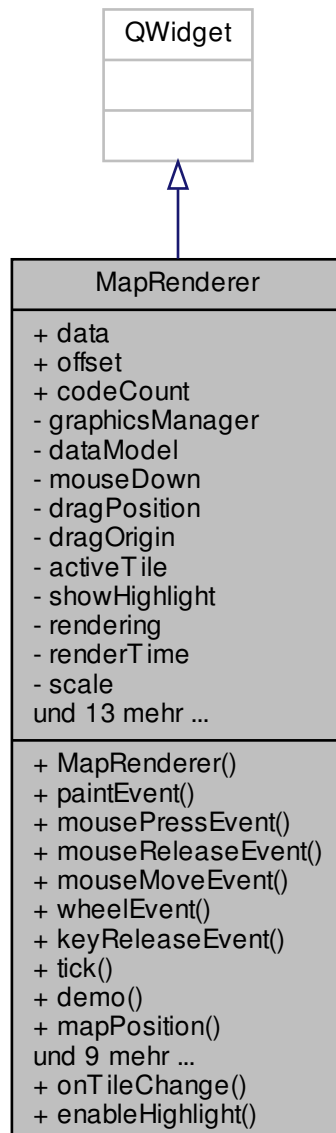 QWidget
MapRenderer
+ data
+ offset
+ codeCount
- graphicsManager
- dataModel
- mouseDown
- dragPosition
- dragOrigin
- activeTile
- showHighlight
- rendering
- renderTime
- scale
und 13 mehr ...
+ MapRenderer()
+ paintEvent()
+ mousePressEvent()
+ mouseReleaseEvent()
+ mouseMoveEvent()
+ wheelEvent()
+ keyReleaseEvent()
+ tick()
+ demo()
+ mapPosition()
und 9 mehr ...
+ onTileChange()
+ enableHighlight()